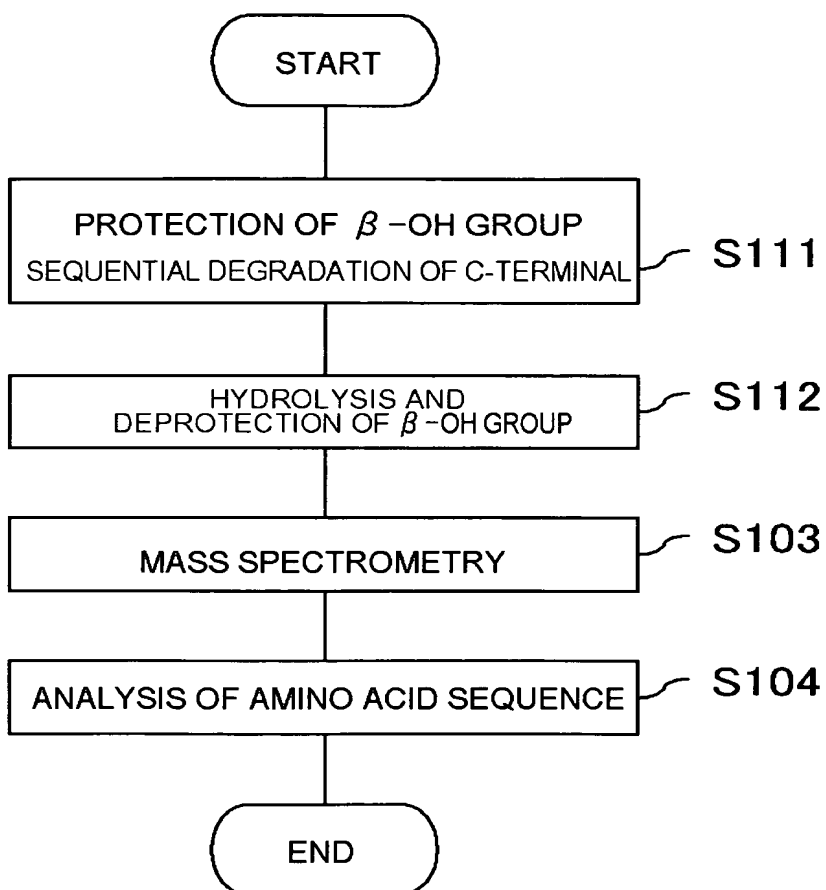 START
PROTECTION OF β-OH GROUP
SEQUENTIAL DEGRADATION OF C-TERMINAL
S111
HYDROLYSIS AND
DEPROTECTION OF β-OH GROUP
S112
MASS SPECTROMETRY
S103
ANALYSIS OF AMINO ACID SEQUENCE
S104
END